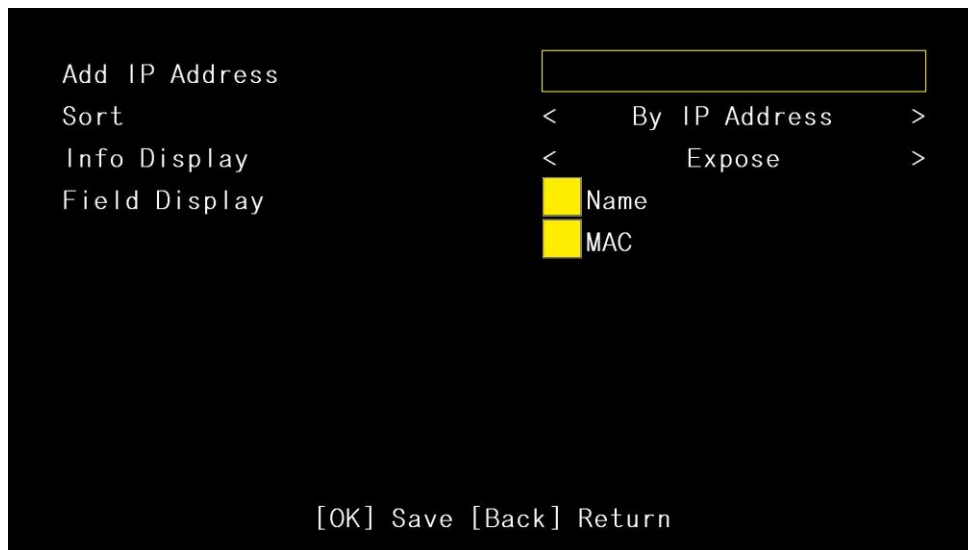 Add IP Address
Sort < By IP Address >
Info Display < Expose >
Field Display Name
MAC
[OK] Save [Back] Return